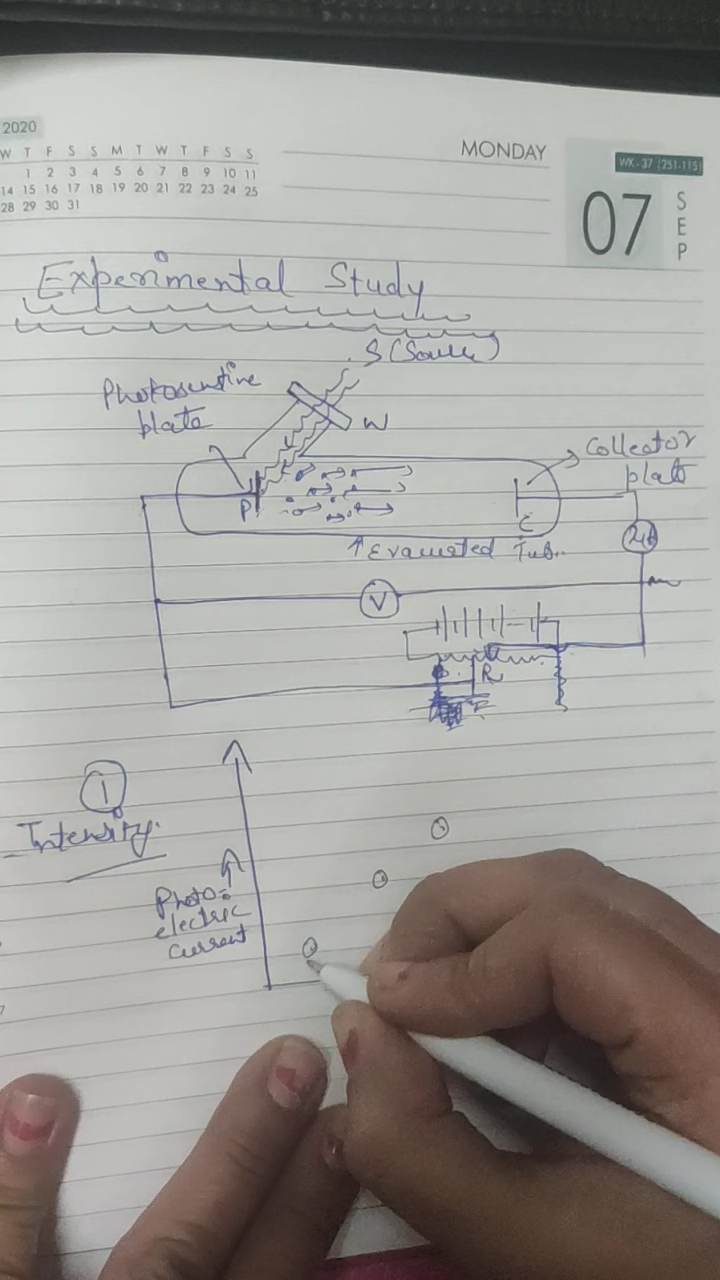 2020
W T F S S M T W T F S S
1 2 3 4 5 6 7 8 9 10 11
14 15 16 17 18 19 20 21 22 23 24 25
28 29 30 31
MONDAY
WK-37 (251-115)
07
SEP
Experimental Study
S (Source)
Photosensitive
plate
W
Collector
plate
P
C
Evacuated Tube
V
R
1
Intensity
Photo-
electric
current